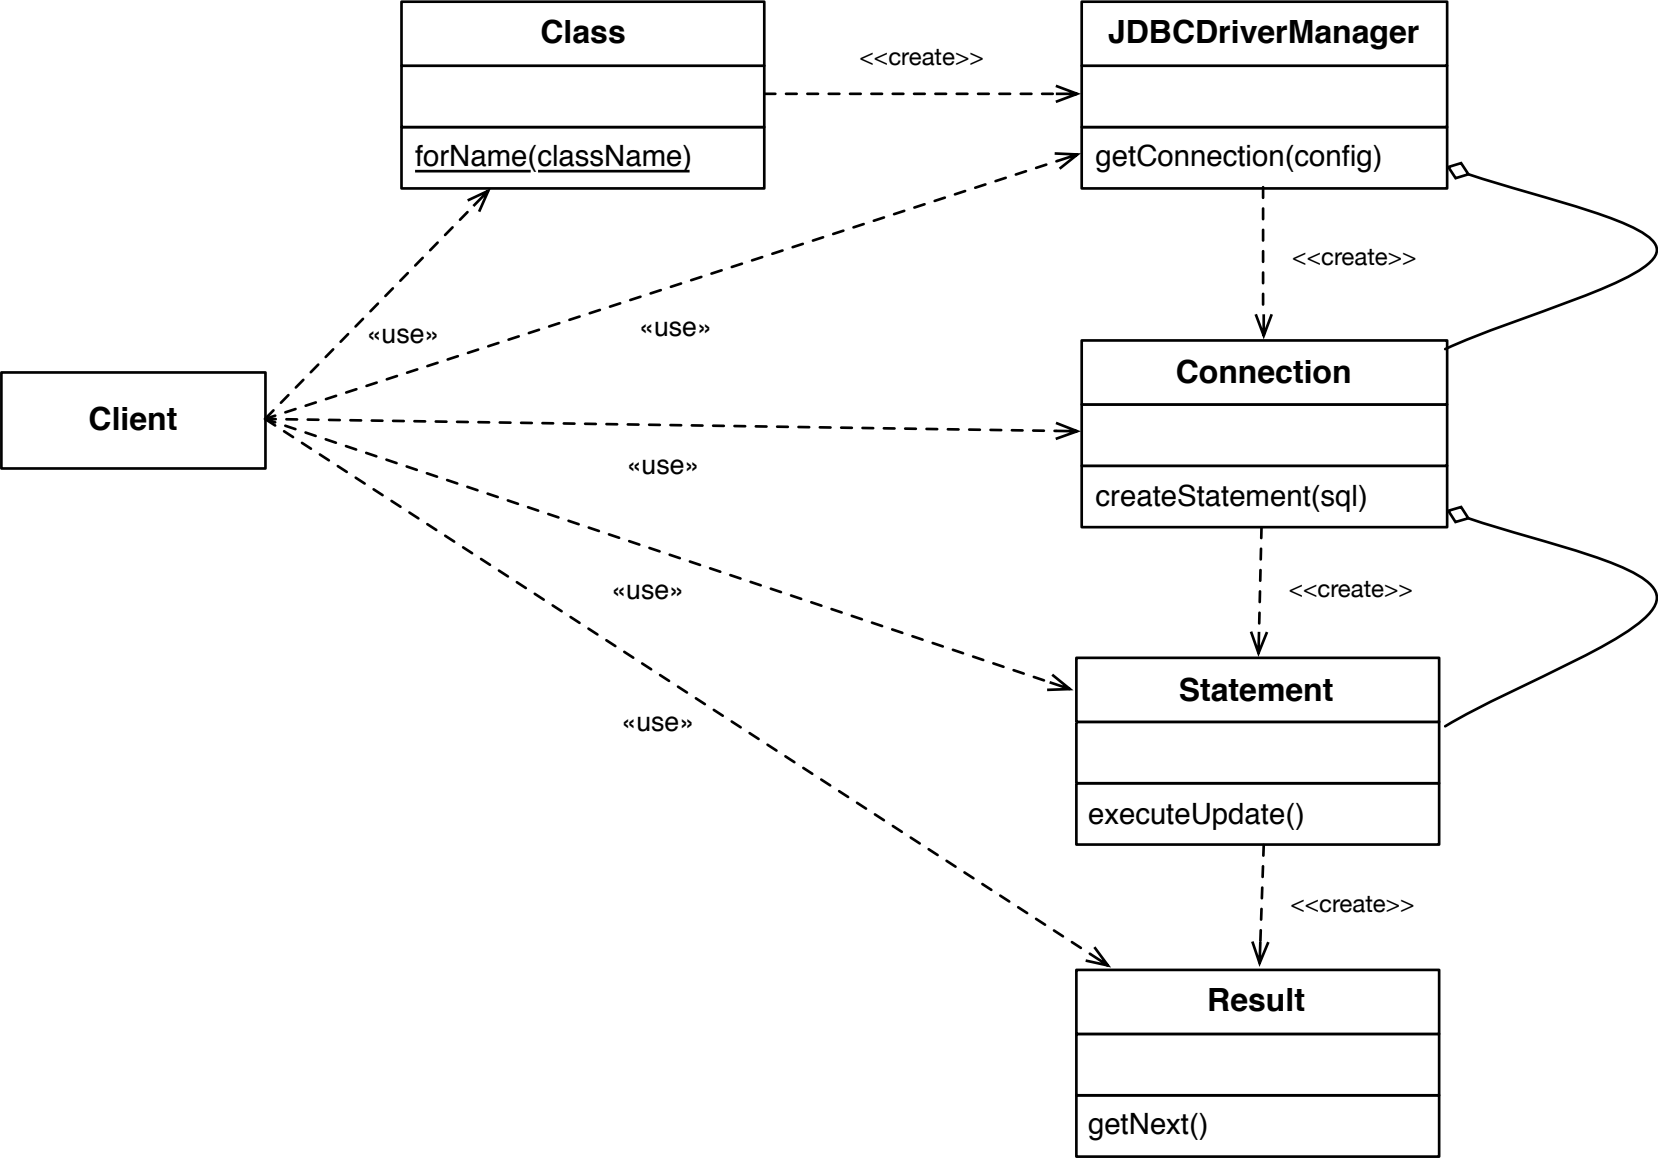 Class
<<create>>
JDBCDriverManager
forName(className)
getConnection(config)
<<create>>
«use»
«use»
Client
Connection
«use»
createStatement(sql)
«use»
<<create>>
Statement
«use»
executeUpdate()
<<create>>
Result
getNext()